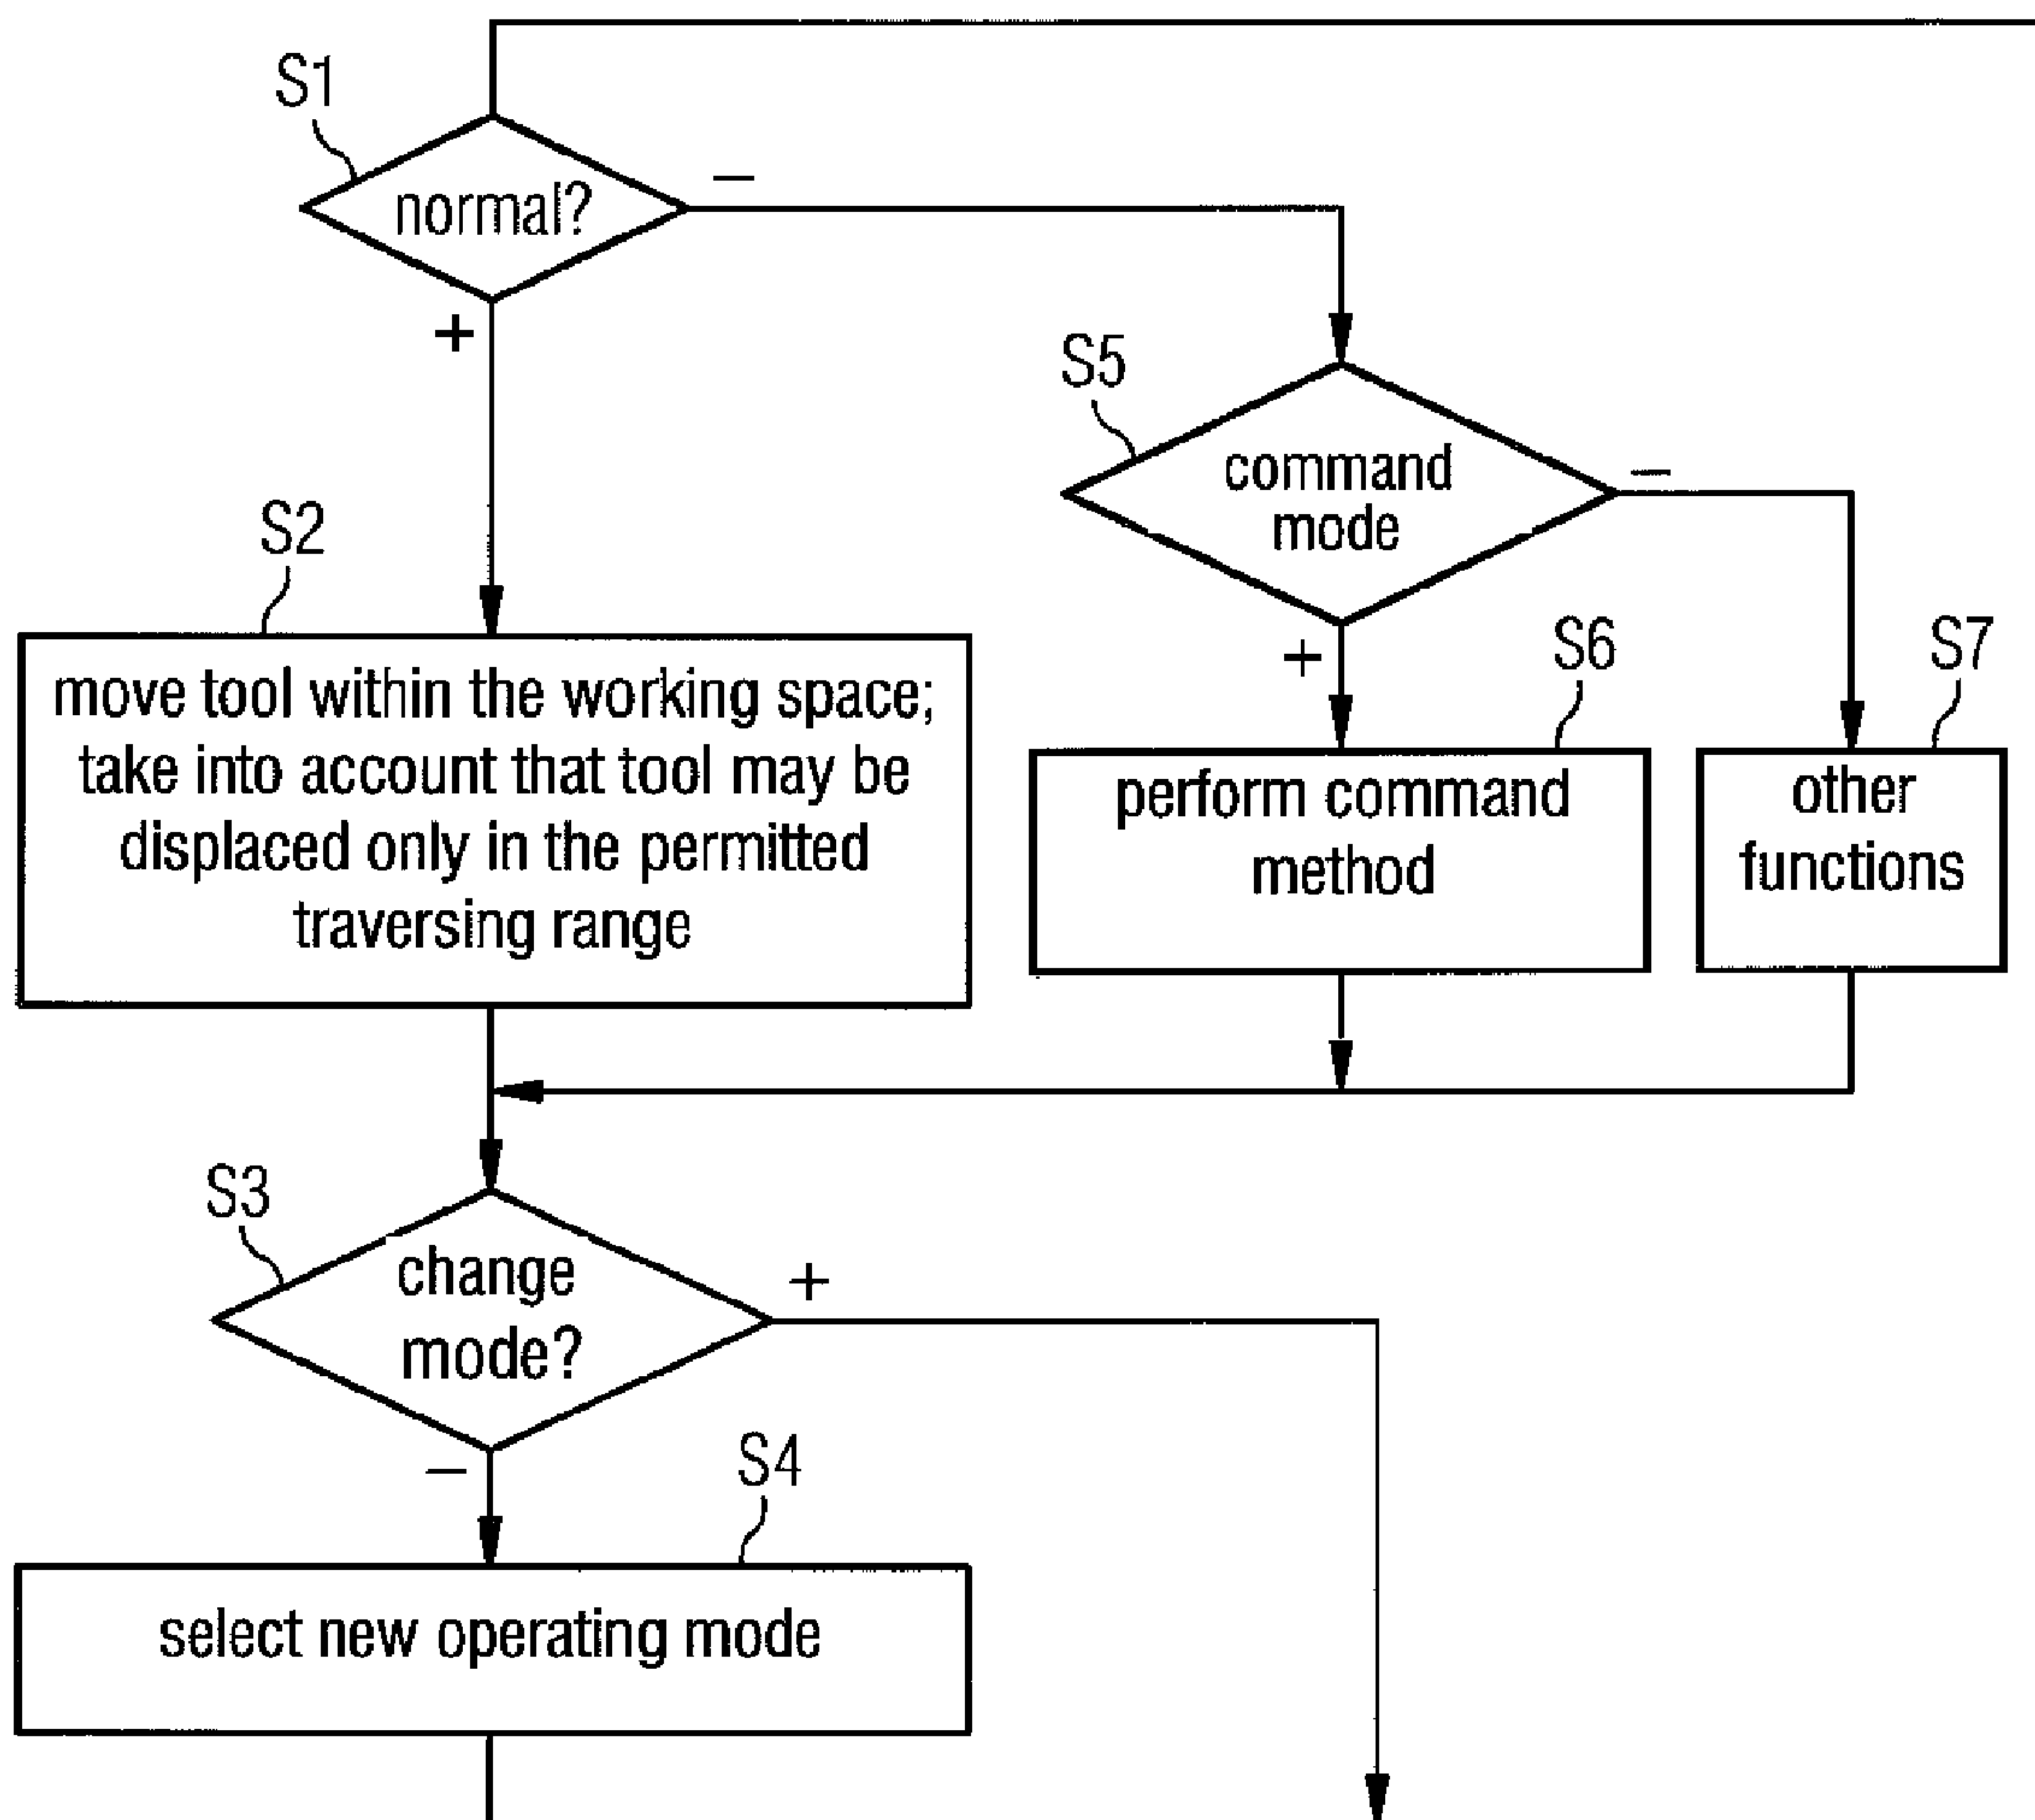 S1
normal?
−
+
S5
command
mode
−
+
S2
move tool within the working space;
take into account that tool may be
displaced only in the permitted
traversing range
S6
perform command
method
S7
other
functions
S3
change
mode?
+
−
S4
select new operating mode